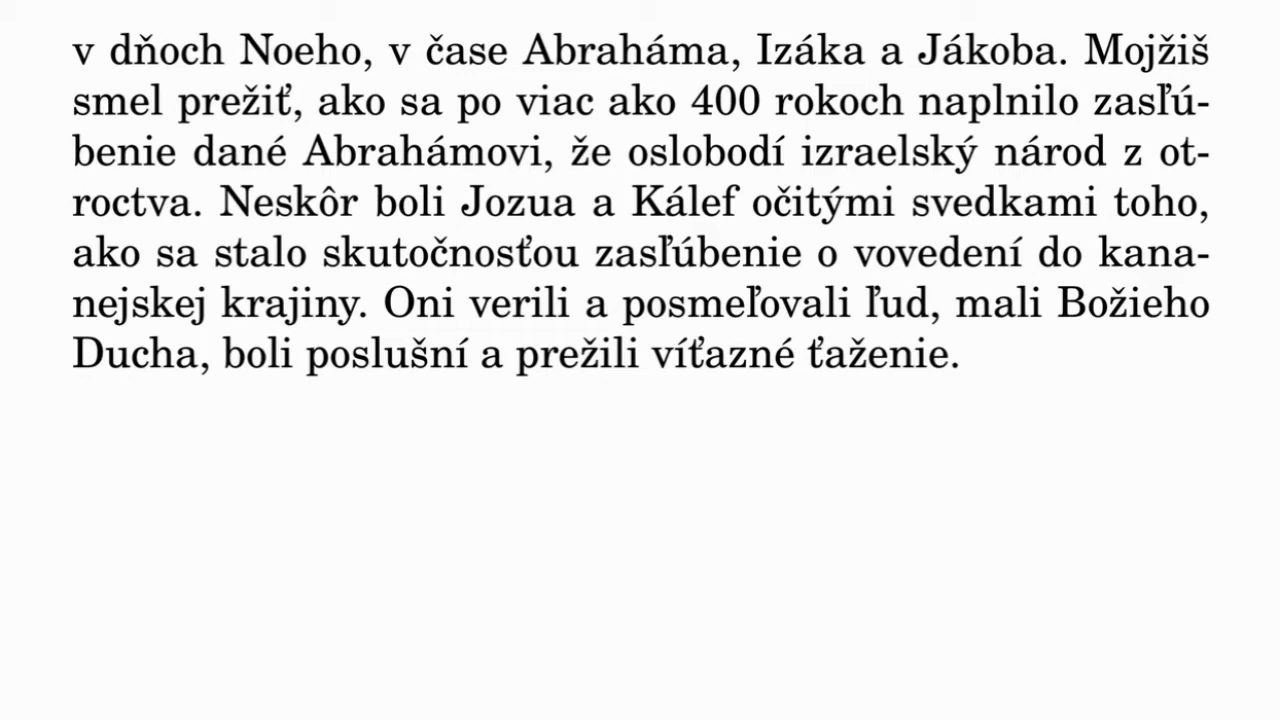 v dňoch Noeho, v čase Abraháma, Izáka a Jákoba. Mojžiš
smel prežiť, ako sa po viac ako 400 rokoch naplnilo zasľú-
benie dané Abrahámovi, že oslobodí izraelský národ z ot-
roctva. Neskôr boli Jozua a Kálef očitými svedkami toho,
ako sa stalo skutočnosťou zasľúbenie o vovedení do kana-
nejskej krajiny. Oni verili a posmeľovali ľud, mali Božieho
Ducha, boli poslušní a prežili víťazné ťaženie.